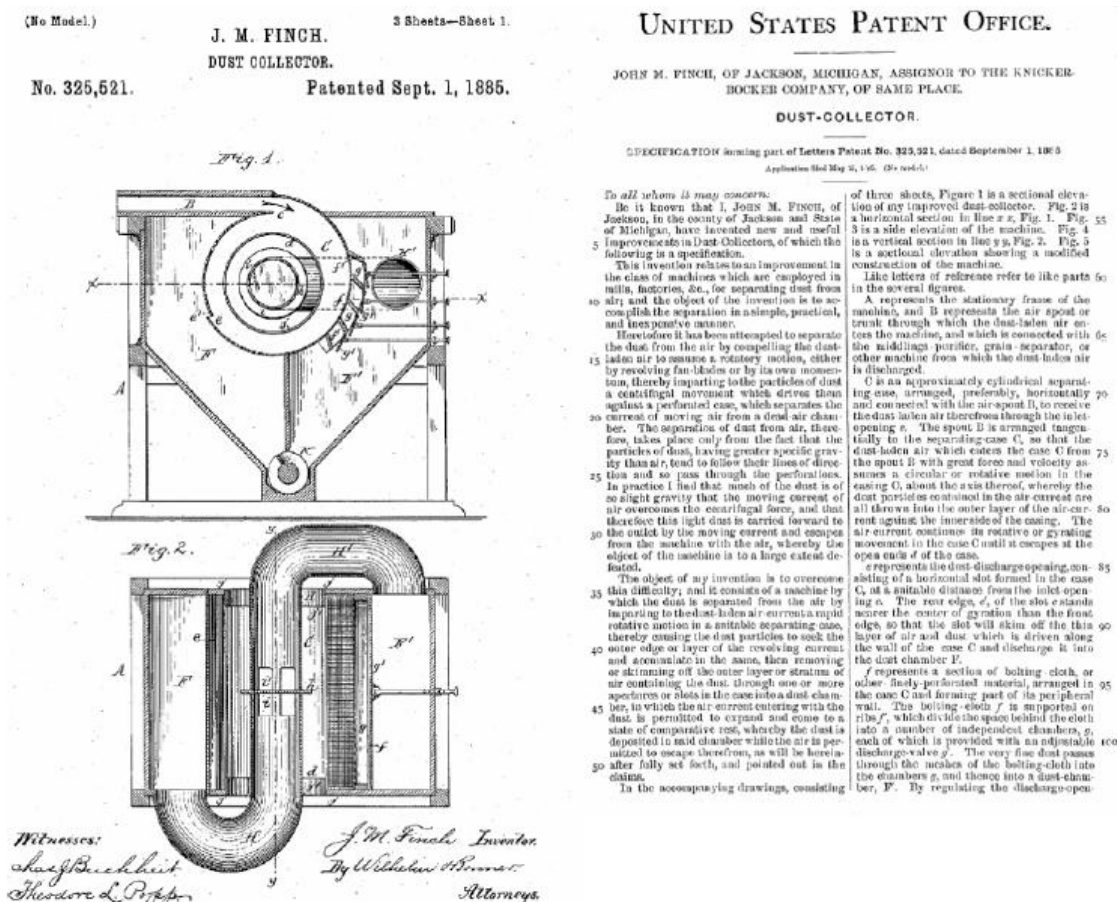 (No Model.)
3 Sheets—Sheet 1.
J. M. FINCH.
DUST COLLECTOR.
No. 325,521.
Patented Sept. 1, 1885.
Fig. 1.
B
c
C
d
e
e'
F
F'
A
K
x
x
Fig. 2.
H'
H
A
e
F
F'
C
i
g
g'
f
d
y
y
Witnesses:
Chas J. Buchheit
Theodore L. Popp
J. M. Finch Inventor.
By Wilhelm & Bonner.
Attorneys.
UNITED STATES PATENT OFFICE.
JOHN M. FINCH, OF JACKSON, MICHIGAN, ASSIGNOR TO THE KNICKER-
BOCKER COMPANY, OF SAME PLACE.
DUST-COLLECTOR.
SPECIFICATION forming part of Letters Patent No. 325,521, dated September 1, 1885
Application filed May (No model.)
To all whom it may concern:
Be it known that I, JOHN M. FINCH, of
Jackson, in the county of Jackson and State
of Michigan, have invented new and useful
5 Improvements in Dust-Collectors, of which the
following is a specification.
This invention relates to an improvement in
the class of machines which are employed in
mills, factories, &c., for separating dust from
10 air; and the object of the invention is to ac-
complish the separation in a simple, practical,
and inexpensive manner.
Heretofore it has been attempted to separate
the dust from the air by compelling the dust-
15 laden air to assume a rotatory motion, either
by revolving fan-blades or by its own momen-
tum, thereby imparting to the particles of dust
a centrifugal movement which drives them
against a perforated case, which separates the
20 current of moving air from a dead-air cham-
ber. The separation of dust from air, there-
fore, takes place only from the fact that the
particles of dust, having greater specific grav-
ity than air, tend to follow their lines of direc-
25 tion and so pass through the perforations.
In practice I find that much of the dust is of
so slight gravity that the moving current of
air overcomes the centrifugal force, and that
therefore this light dust is carried forward to
30 the outlet by the moving current and escapes
from the machine with the air, whereby the
object of the machine is to a large extent de-
feated.
The object of my invention is to overcome
35 this difficulty; and it consists of a machine by
which the dust is separated from the air by
imparting to the dust-laden air-current a rapid
rotative motion in a suitable separating-case,
thereby causing the dust particles to seek the
40 outer edge or layer of the revolving current
and accumulate in the same, then removing
or skimming off the outer layer or stratum of
air containing the dust through one or more
apertures or slots in the case into a dust-cham-
45 ber, in which the air entering with the
dust is permitted to expand and come to a
state of comparative rest, whereby the dust is
deposited in said chamber while the air is per-
mitted to escape therefrom, as will be herein-
50 after fully set forth, and pointed out in the
claims.
In the accompanying drawings, consisting
of three sheets, Figure 1 is a sectional eleva-
tion of my improved dust-collector. Fig. 2 is
a horizontal section in line x x, Fig. 1. Fig. 55
3 is a side elevation of the machine. Fig. 4
is a vertical section in line y y, Fig. 2. Fig. 5
is a sectional elevation showing a modified
construction of the machine.
Like letters of reference refer to like parts 60
in the several figures.
A represents the stationary frame of the
machine, and B represents the air spout or
trunk through which the dust-laden air en-
ters the machine, and which is connected with 65
the middlings-purifier, grain-separator, or
other machine from which the dust-laden air
is discharged.
C is an approximately cylindrical separat-
ing-case, arranged, preferably, horizontally 70
and connected with the air-spout B, to receive
the dust laden air therefrom through the inlet-
opening c. The spout B is arranged tangen-
tially to the separating-case C, so that the
dust-laden air which enters the case C from 75
the spout B with great force and velocity as-
sumes a circular or rotative motion in the
casing C, about the axis thereof, whereby the
dust particles contained in the air-current are
all thrown into the outer layer of the air-cur- 80
rent against the inner side of the casing. The
air-current continues its rotative or gyrating
movement in the case C until it escapes at the
open ends d of the case.
e represents the dust-discharge opening, con- 85
sisting of a horizontal slot formed in the case
C, at a suitable distance from the inlet-open-
ing c. The rear edge, e', of the slot e stands
nearer the center of gyration than the front
edge, so that the slot will skim off the thin 90
layer of air and dust which is driven along
the wall of the case C and discharge it into
the dust chamber F.
f represents a section of bolting-cloth, or
other finely-perforated material, arranged in 95
the case C and forming part of its peripheral
wall. The bolting-cloth f is supported on
ribs f', which divide the space behind the cloth
into a number of independent chambers, g,
each of which is provided with an adjustable 100
discharge-valve g'. The very fine dust passes
through the meshes of the bolting-cloth into
the chambers g, and thence into a dust-cham-
ber, F'. By regulating the discharge-open-